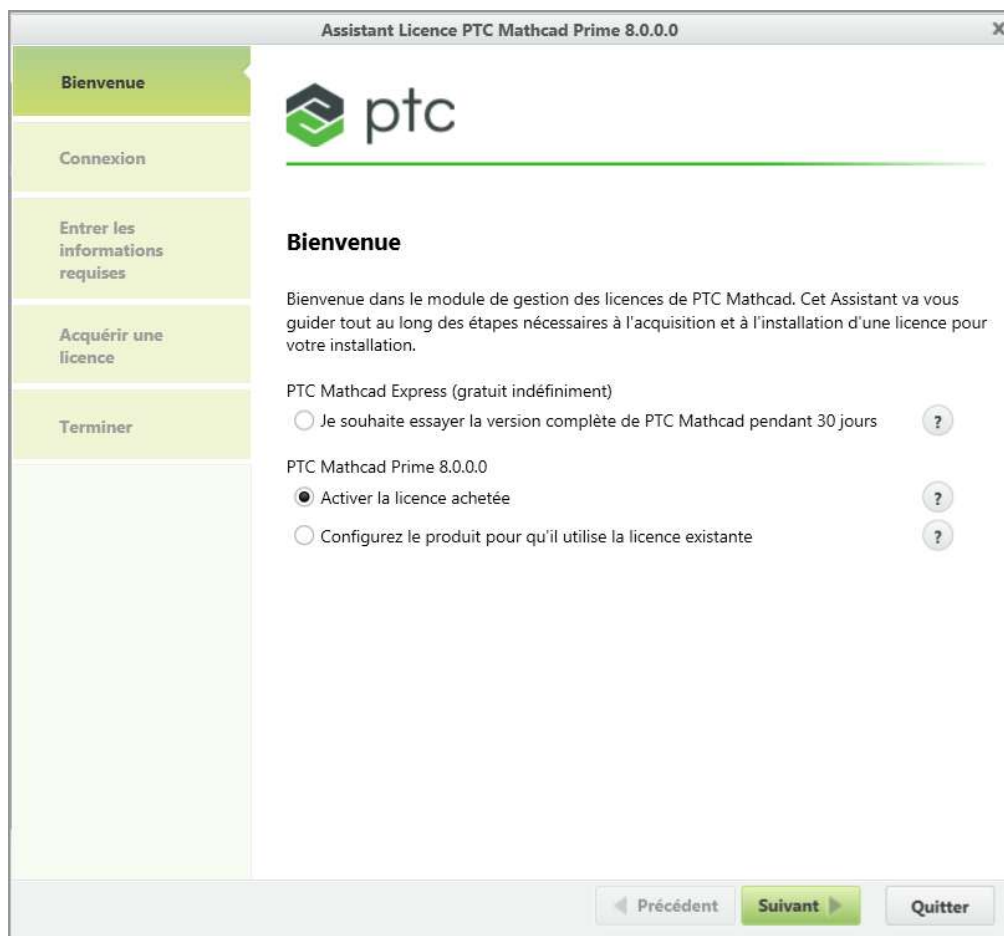 Assistant Licence PTC Mathcad Prime 8.0.0.0
X
Bienvenue
Connexion
Entrer les
informations
requises
Acquérir une
licence
Terminer
ptc
Bienvenue
Bienvenue dans le module de gestion des licences de PTC Mathcad. Cet Assistant va vous
guider tout au long des étapes nécessaires à l'acquisition et à l'installation d'une licence pour
votre installation.
PTC Mathcad Express (gratuit indéfiniment)
Je souhaite essayer la version complète de PTC Mathcad pendant 30 jours ?
PTC Mathcad Prime 8.0.0.0
Activer la licence achetée ?
Configurez le produit pour qu'il utilise la licence existante ?
Précédent
Suivant
Quitter